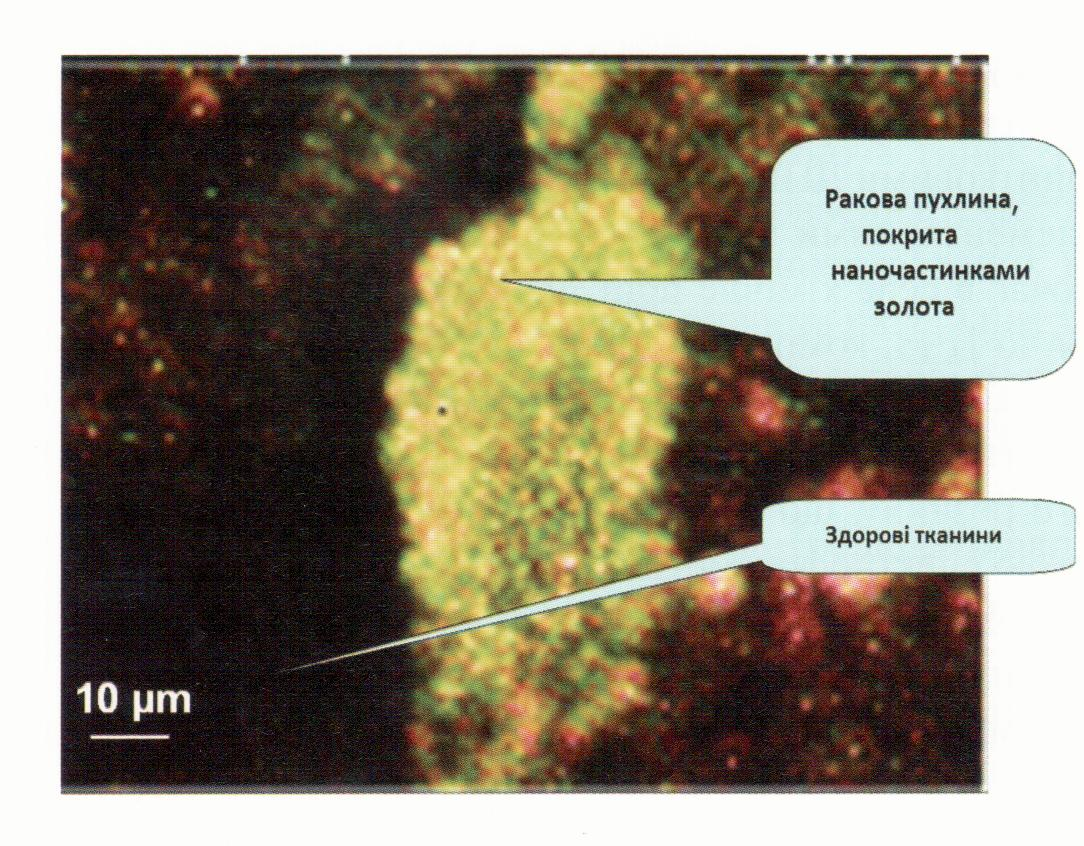 Ракова пухлина,
покрита
наночастинками
золота
Здорові тканини
10 µm